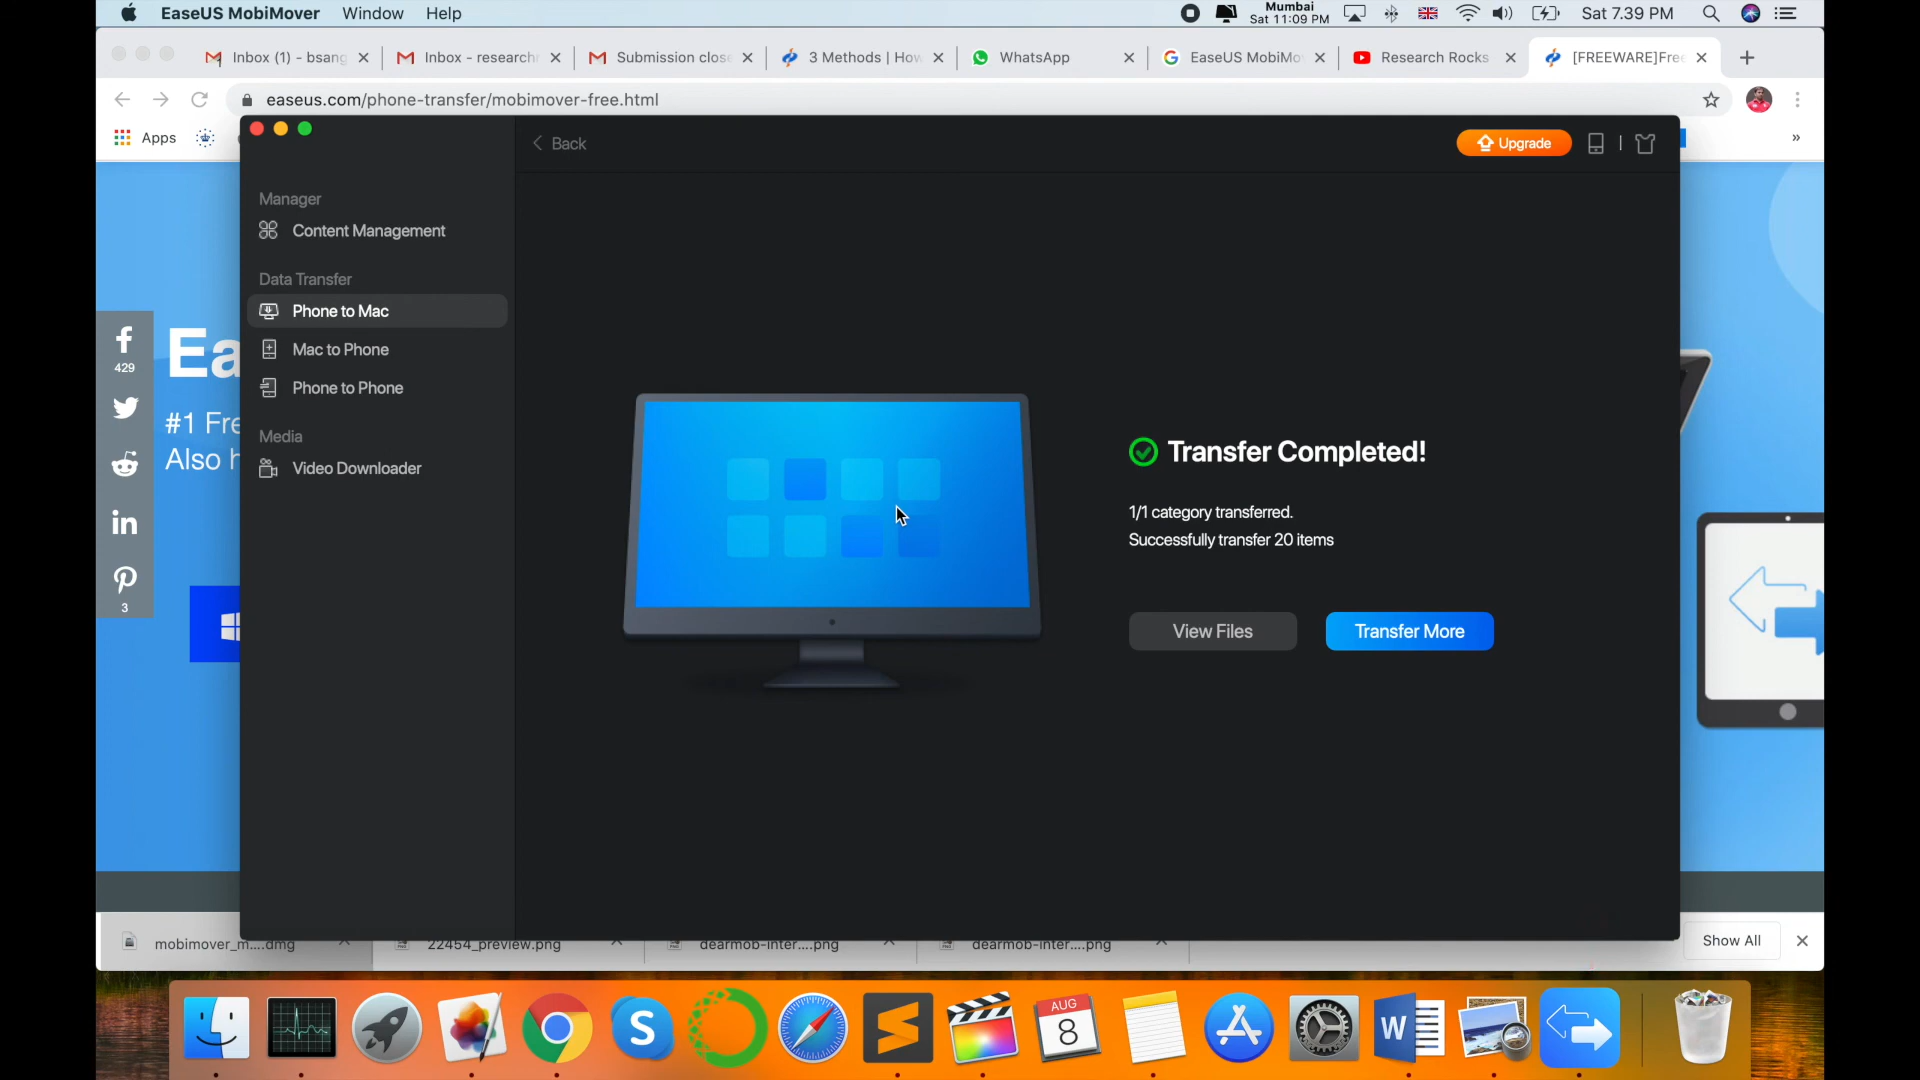 EaseUS MobiMover Window Help
Mumbai
Sat 11:09 PM
Sat 7.39 PM
Inbox (1) - bsang
Inbox - research
Submission close
3 Methods | How
WhatsApp
EaseUS MobiMo
Research Rocks
[FREEWARE]Free
easeus.com/phone-transfer/mobimover-free.html
Apps
»
Back
Upgrade
Manager
Content Management
Data Transfer
Phone to Mac
Mac to Phone
Phone to Phone
Media
Video Downloader
Transfer Completed!
1/1 category transferred.
Successfully transfer 20 items
View Files
Transfer More
429
in
3
Ea
#1 Fre
Also h
mobimover_m....dmg
22454_preview.png
dearmob-inter....png
dearmob-inter....png
Show All
S
AUG
8
W